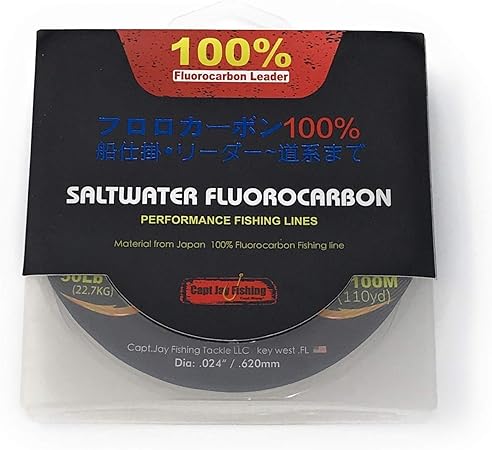 100%
Fluorocarbon Leader
フロロカーボン100%
船仕掛・リーダー~道系まで
SALTWATER FLUOROCARBON
PERFORMANCE FISHING LINES
Material from Japan 100% Fluorocarbon Fishing line
50LB
(22.7KG)
Capt Jay Fishing
100M
(110yd)
Capt.Jay Fishing Tackle LLC key west .FL
Dia: .024" / .620mm